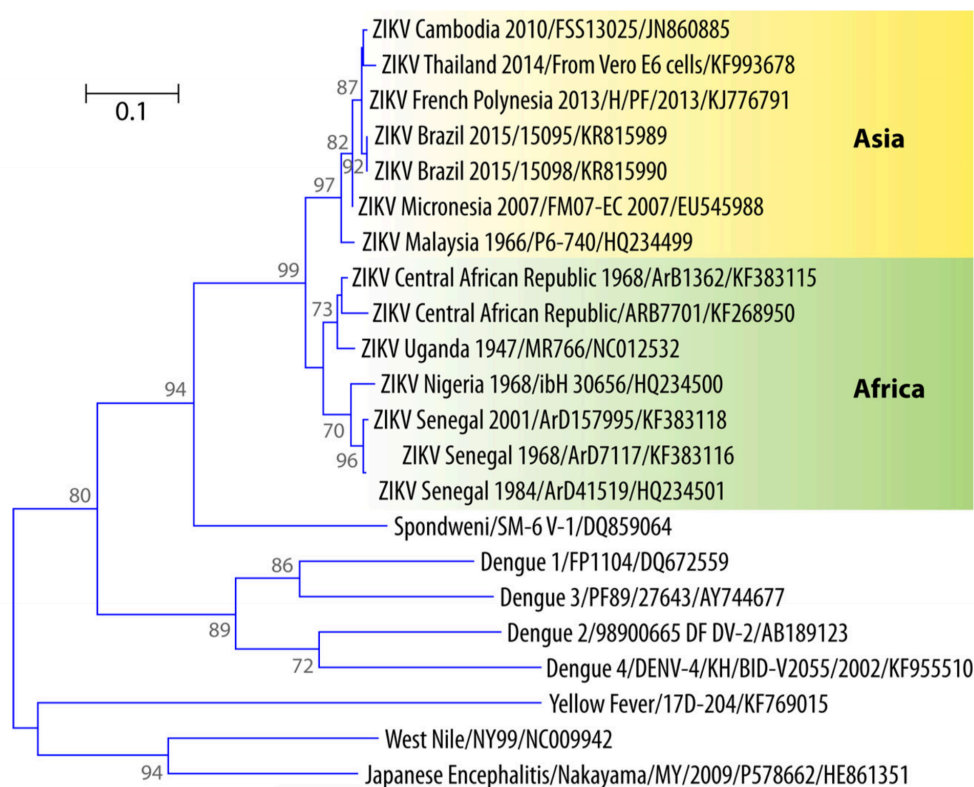 ZIKV Cambodia 2010/FSS13025/JN860885
ZIKV Thailand 2014/From Vero E6 cells/KF993678
87
0.1
ZIKV French Polynesia 2013/H/PF/2013/KJ776791
ZIKV Brazil 2015/15095/KR815989
Asia
82
92
ZIKV Brazil 2015/15098/KR815990
97
ZIKV Micronesia 2007/FM07-EC 2007/EU545988
ZIKV Malaysia 1966/P6-740/HQ234499
99
ZIKV Central African Republic 1968/ArB1362/KF383115
73
ZIKV Central African Republic/ARB7701/KF268950
ZIKV Uganda 1947/MR766/NC012532
94
ZIKV Nigeria 1968/ibH 30656/HQ234500
Africa
ZIKV Senegal 2001/ArD157995/KF383118
70
ZIKV Senegal 1968/ArD7117/KF383116
96
ZIKV Senegal 1984/ArD41519/HQ234501
80
Spondweni/SM-6 V-1/DQ859064
86
Dengue 1/FP1104/DQ672559
Dengue 3/PF89/27643/AY744677
89
Dengue 2/98900665 DF DV-2/AB189123
72
Dengue 4/DENV-4/KH/BID-V2055/2002/KF955510
Yellow Fever/17D-204/KF769015
West Nile/NY99/NC009942
94
Japanese Encephalitis/Nakayama/MY/2009/P578662/HE861351